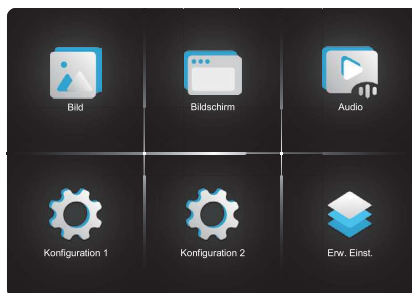 Bild
Bildschirm
Audio
Konfiguration 1
Konfiguration 2
Erw. Einst.